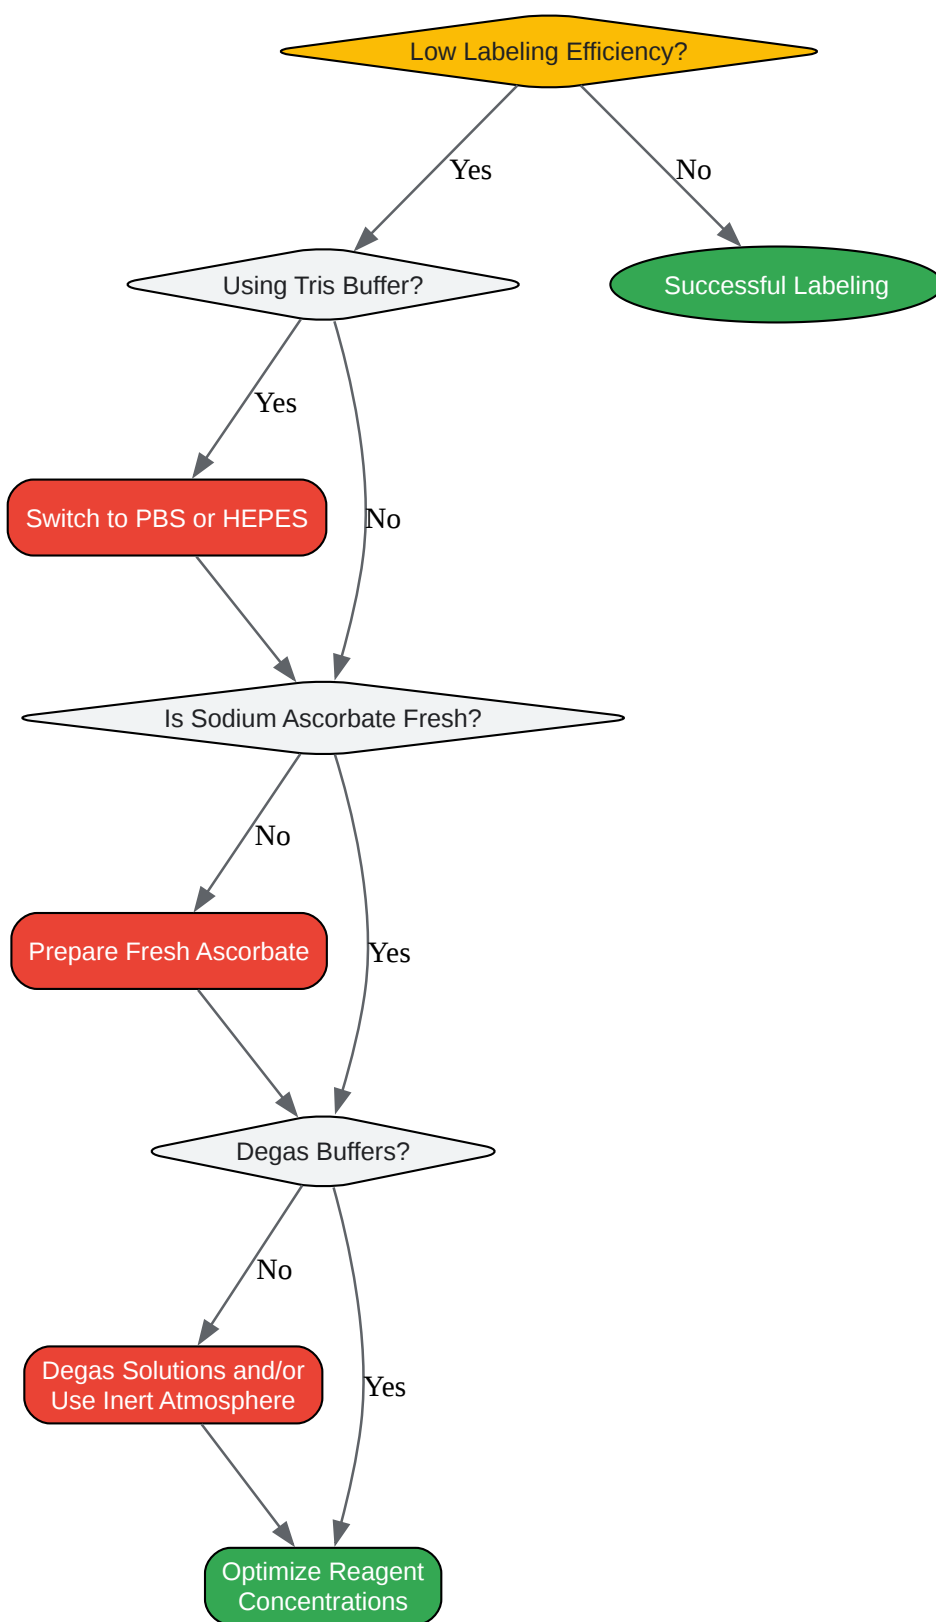 Low Labeling Efficiency?
Yes
No
Using Tris Buffer?
Successful Labeling
Yes
Switch to PBS or HEPES
No
Is Sodium Ascorbate Fresh?
No
Prepare Fresh Ascorbate
Yes
Degas Buffers?
No
Degas Solutions and/or
Use Inert Atmosphere
Yes
Optimize Reagent
Concentrations